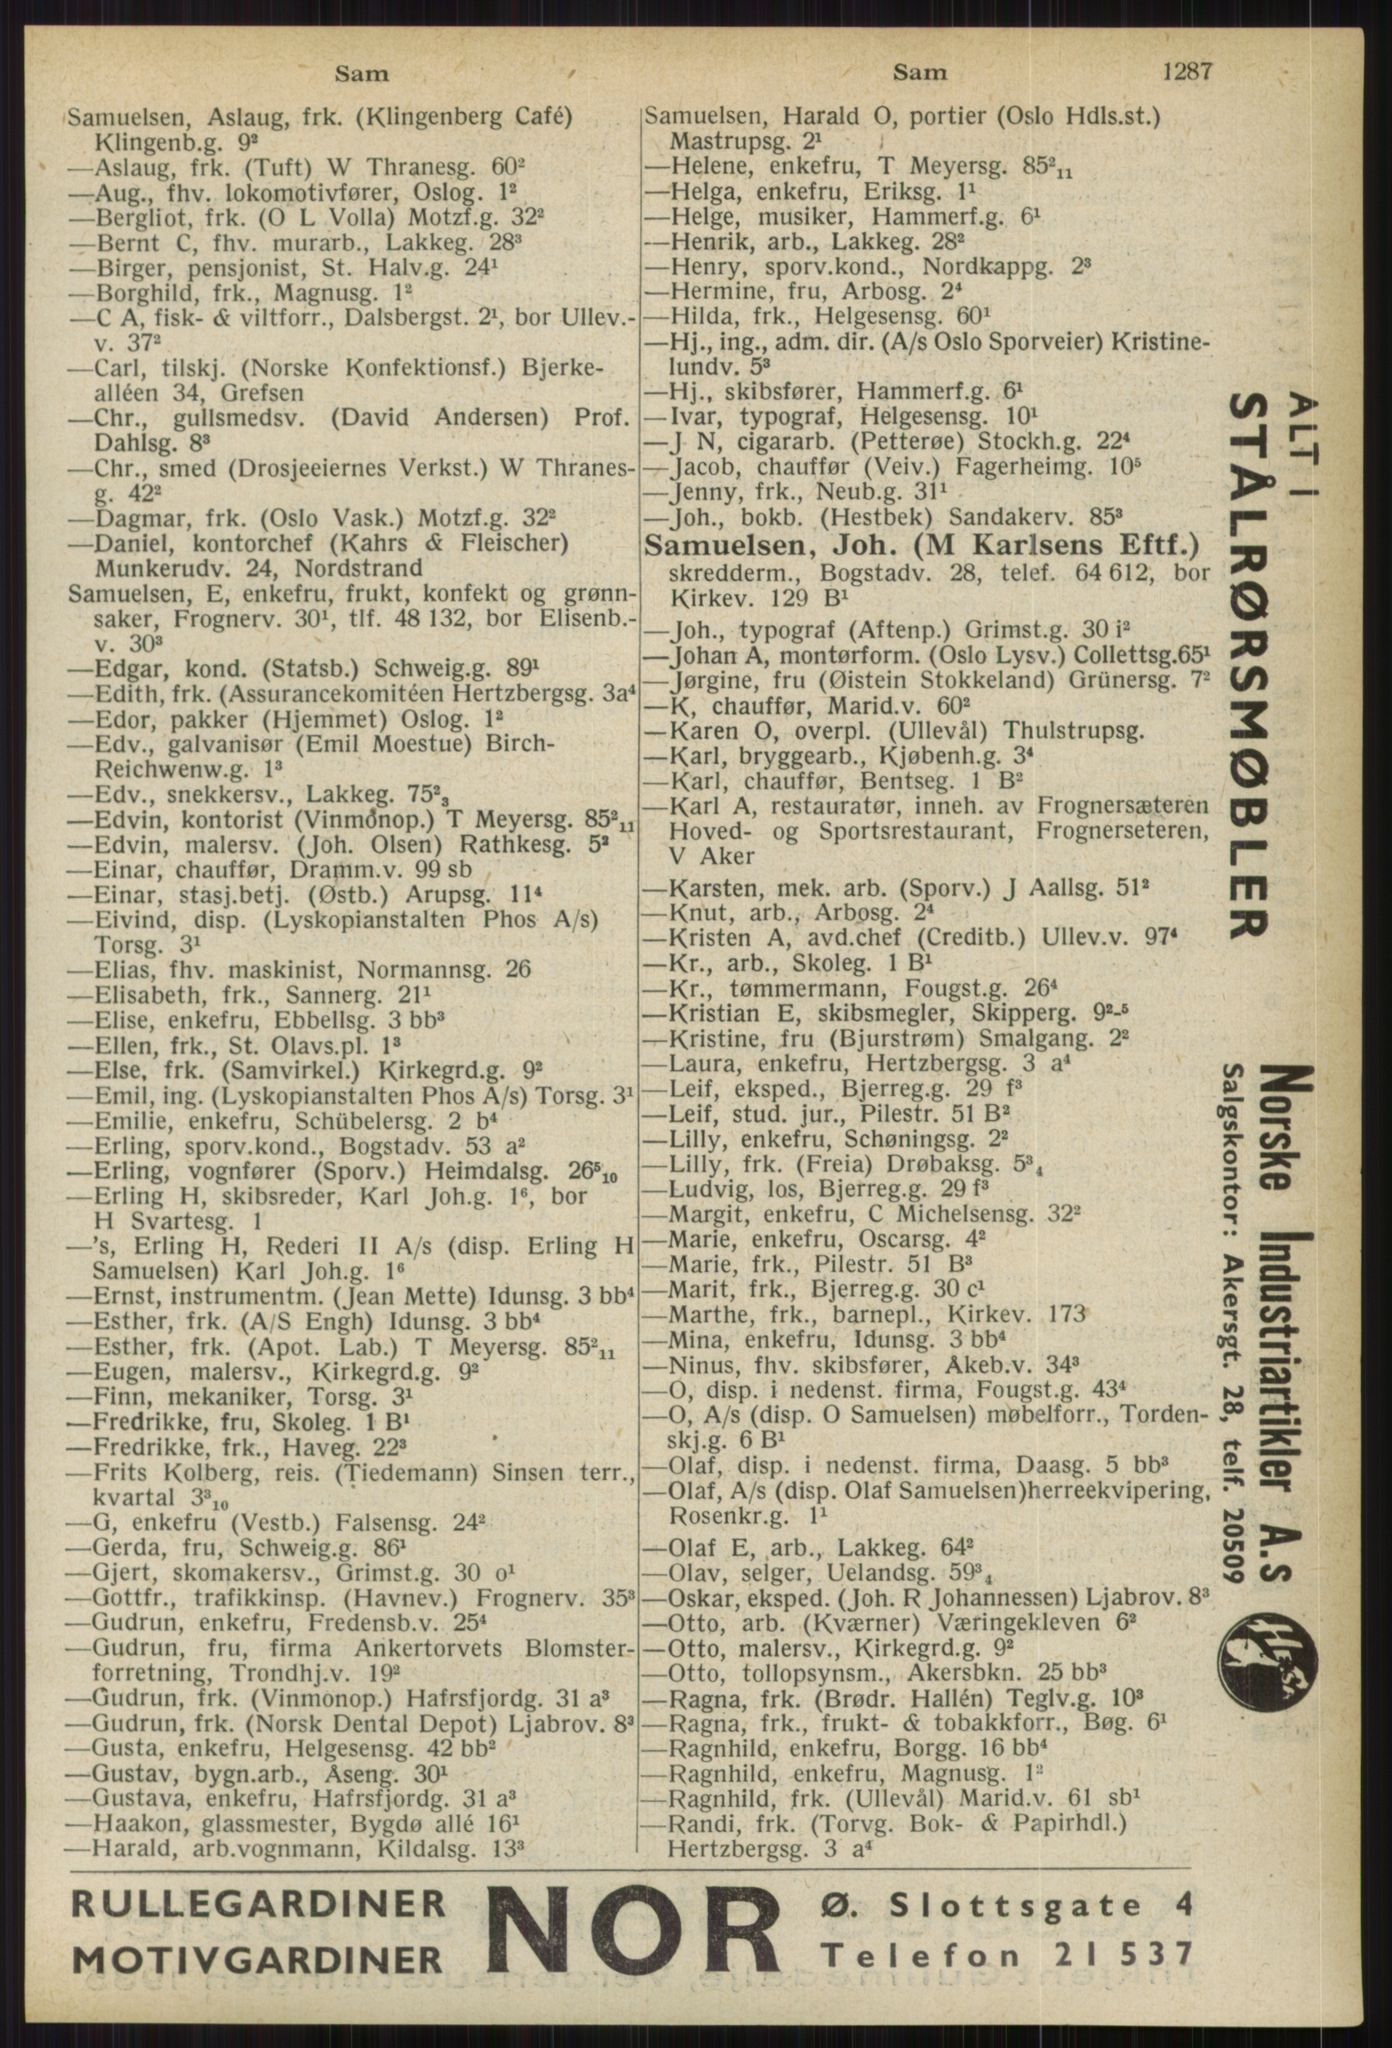 Sam
Sam
1287
Samuelsen, Aslaug, frk. (Klingenberg Café)
Klingenb.g. 9²
—Aslaug, frk. (Tuft) W Thranesg. 60²
—Aug., fhv. lokomotivfører, Oslog. 1²
—Bergliot, frk. (O L Volla) Motzf.g. 32²
—Bernt C, fhv. murarb., Lakkeg. 28³
—Birger, pensjonist, St. Halv.g. 24¹
—Borghild, frk., Magnusg. 1²
—C A, fisk- & viltforr., Dalsbergst. 2¹, bor Ullev.-
v. 37²
—Carl, tilskj. (Norske Konfektionsf.) Bjerke-
alléen 34, Grefsen
—Chr., gullsmedsv. (David Andersen) Prof.
Dahlsg. 8³
—Chr., smed (Drosjeeiernes Verkst.) W Thranes-
g. 42²
—Dagmar, frk. (Oslo Vask.) Motzf.g. 32²
—Daniel, kontorchef (Kahrs & Fleischer)
Munkerudv. 24, Nordstrand
Samuelsen, E, enkefru, frukt, konfekt og grønn-
saker, Frognerv. 30¹, tlf. 48 132, bor Elisenb.-
v. 30³
—Edgar, kond. (Statsb.) Schweig.g. 89¹
—Edith, frk. (Assurancekomitéen Hertzbergsg. 3a⁴
—Edor, pakker (Hjemmet) Oslog. 1²
—Edv., galvanisør (Emil Moestue) Birch-
Reichwenw.g. 1³
—Edv., snekkersv., Lakkeg. 75²₃
—Edvin, kontorist (Vinmonop.) T Meyersg. 85²₁₁
—Edvin, malersv. (Joh. Olsen) Rathkesg. 5²
—Einar, chauffør, Dramm.v. 99 sb
—Einar, stasj.betj. (Østb.) Arupsg. 11⁴
—Eivind, disp. (Lyskopianstalten Phos A/s)
Torsg. 3¹
—Elias, fhv. maskinist, Normannsg. 26
—Elisabeth, frk., Sannerg. 21¹
—Elise, enkefru, Ebbellsg. 3 bb³
—Ellen, frk., St. Olavs.pl. 1³
—Else, frk. (Samvirkel.) Kirkegrd.g. 9²
—Emil, ing. (Lyskopianstalten Phos A/s) Torsg. 3¹
—Emilie, enkefru, Schübelersg. 2 b⁴
—Erling, sporv.kond., Bogstadv. 53 a²
—Erling, vognfører (Sporv.) Heimdalsg. 26⁵₁₀
—Erling H, skibsreder, Karl Joh.g. 1⁶, bor
H Svartesg. 1
—'s, Erling H, Rederi II A/s (disp. Erling H
Samuelsen) Karl Joh.g. 1⁶
—Ernst, instrumentm. (Jean Mette) Idunsg. 3 bb⁴
—Esther, frk. (A/S Engh) Idunsg. 3 bb⁴
—Esther, frk. (Apot. Lab.) T Meyersg. 85²₁₁
—Eugen, malersv., Kirkegrd.g. 9²
—Finn, mekaniker, Torsg. 3¹
—Fredrikke, fru, Skoleg. 1 B¹
—Fredrikke, frk., Haveg. 22³
—Frits Kolberg, reis. (Tiedemann) Sinsen terr.,
kvartal 3³₁₀
—G, enkefru (Vestb.) Falsensg. 24²
—Gerda, fru, Schweig.g. 86¹
—Gjert, skomakersv., Grimst.g. 30 o¹
—Gottfr., trafikkinsp. (Havnev.) Frognerv. 35³
—Gudrun, enkefru, Fredensb.v. 25⁴
—Gudrun, fru, firma Ankertorvets Blomster-
forretning, Trondhj.v. 19²
—Gudrun, frk. (Vinmonop.) Hafrsfjordg. 31 a³
—Gudrun, frk. (Norsk Dental Depot) Ljabrov. 8³
—Gusta, enkefru, Helgesensg. 42 bb²
—Gustav, bygn.arb., Åseng. 30¹
—Gustava, enkefru, Hafrsfjordg. 31 a³
—Haakon, glassmester, Bygdø allé 16¹
—Harald, arb.vognmann, Kildalsg. 13³
Samuelsen, Harald O, portier (Oslo Hdls.st.)
Mastrupsg. 2¹
—Helene, enkefru, T Meyersg. 85²₁₁
—Helga, enkefru, Eriksg. 1¹
—Helge, musiker, Hammerf.g. 6¹
—Henrik, arb., Lakkeg. 28²
—Henry, sporv.kond., Nordkappg. 2³
—Hermine, fru, Arbosg. 2⁴
—Hilda, frk., Helgesensg. 60¹
—Hj., ing., adm. dir. (A/s Oslo Sporveier) Kristine-
lundv. 5³
—Hj., skibsfører, Hammerf.g. 6¹
—Ivar, typograf, Helgesensg. 10¹
—J N, cigararb. (Petterøe) Stockh.g. 22⁴
—Jacob, chauffør (Veiv.) Fagerheimg. 10⁵
—Jenny, frk., Neub.g. 31¹
—Joh., bokb. (Hestbek) Sandakerv. 85³
Samuelsen, Joh. (M Karlsens Eftf.)
skredderm., Bogstadv. 28, telef. 64 612, bor
Kirkev. 129 B¹
—Joh., typograf (Aftenp.) Grimst.g. 30 i²
—Johan A, montørform. (Oslo Lysv.) Collettsg.65¹
—Jørgine, fru (Øistein Stokkeland) Grünersg. 7²
—K, chauffør, Marid.v. 60²
—Karen O, overpl. (Ullevål) Thulstrupsg.
—Karl, bryggearb., Kjøbenh.g. 3⁴
—Karl, chauffør, Bentseg. 1 B²
—Karl A, restauratør, inneh. av Frognersæteren
Hoved- og Sportsrestaurant, Frognerseteren,
V Aker
—Karsten, mek. arb. (Sporv.) J Aallsg. 51²
—Knut, arb., Arbosg. 2⁴
—Kristen A, avd.chef (Creditb.) Ullev.v. 97⁴
—Kr., arb., Skoleg. 1 B¹
—Kr., tømmermann, Fougst.g. 26⁴
—Kristian E, skibsmegler, Skipperg. 9²-⁵
—Kristine, fru (Bjurstrøm) Smalgang. 2²
—Laura, enkefru, Hertzbergsg. 3 a⁴
—Leif, eksped., Bjerreg.g. 29 f³
—Leif, stud. jur., Pilestr. 51 B²
—Lilly, enkefru, Schøningsg. 2²
—Lilly, frk. (Freia) Drøbaksg. 5³₄
—Ludvig, los, Bjerreg.g. 29 f³
—Margit, enkefru, C Michelsensg. 32²
—Marie, enkefru, Oscarsg. 4²
—Marie, frk., Pilestr. 51 B³
—Marit, frk., Bjerreg.g. 30 c¹
—Marthe, frk., barnepl., Kirkev. 173
—Mina, enkefru, Idunsg. 3 bb⁴
—Ninus, fhv. skibsfører, Åkeb.v. 34³
—O, disp. i nedenst. firma, Fougst.g. 43⁴
—O, A/s (disp. O Samuelsen) møbelforr., Torden-
skj.g. 6 B¹
—Olaf, disp. i nedenst. firma, Daasg. 5 bb³
—Olaf, A/s (disp. Olaf Samuelsen)herreekvipering,
Rosenkr.g. 1¹
—Olaf E, arb., Lakkeg. 64²
—Olav, selger, Uelandsg. 59³₄
—Oskar, eksped. (Joh. R Johannessen) Ljabrov. 8³
—Otto, arb. (Kværner) Væringekleven 6²
—Otto, malersv., Kirkegrd.g. 9²
—Otto, tollopsynsm., Akersbkn. 25 bb³
—Ragna, frk. (Brødr. Hallén) Teglv.g. 10³
—Ragna, frk., frukt- & tobakkforr., Bøg. 6¹
—Ragnhild, enkefru, Borgg. 16 bb⁴
—Ragnhild, enkefru, Magnusg. 1²
—Ragnhild, frk. (Ullevål) Marid.v. 61 sb¹
—Randi, frk. (Torvg. Bok- & Papirhdl.)
Hertzbergsg. 3 a⁴
ALT I
STÅLRØRSMØBLER
Norske Industriartikler A.s
Salgskontor: Akersgt. 28, telf. 20509
HESA
RULLEGARDINER
MOTIVGARDINER
NOR
Ø. Slottsgate 4
Telefon 21 537